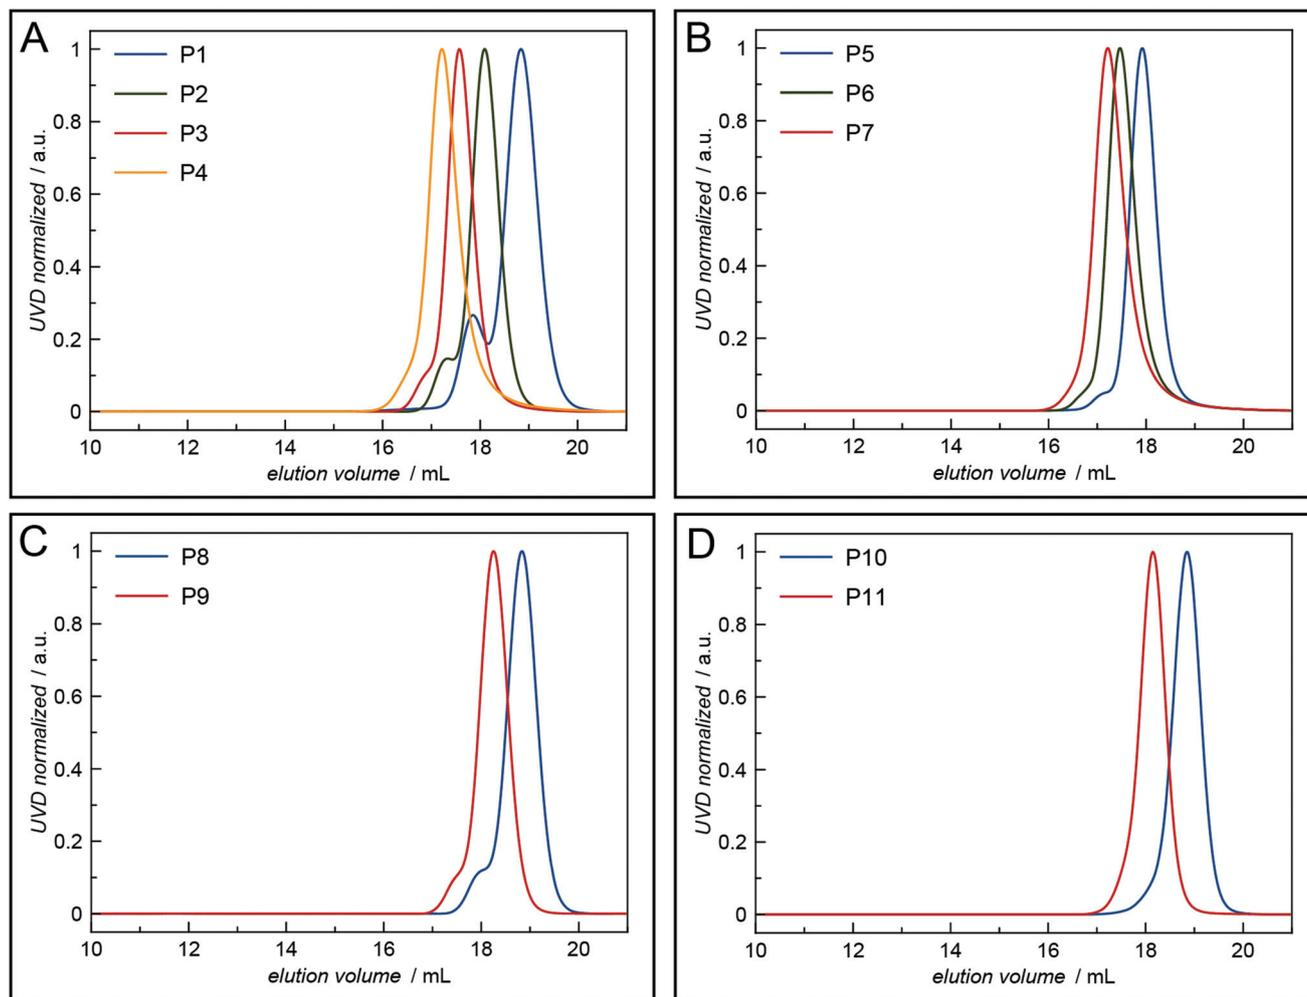 A
P1
P2
P3
P4
1
0.8
0.6
0.4
0.2
0
UVD normalized / a.u.
10 12 14 16 18 20
elution volume / mL
B
P5
P6
P7
1
0.8
0.6
0.4
0.2
0
UVD normalized / a.u.
10 12 14 16 18 20
elution volume / mL
C
P8
P9
1
0.8
0.6
0.4
0.2
0
UVD normalized / a.u.
10 12 14 16 18 20
elution volume / mL
D
P10
P11
1
0.8
0.6
0.4
0.2
0
UVD normalized / a.u.
10 12 14 16 18 20
elution volume / mL